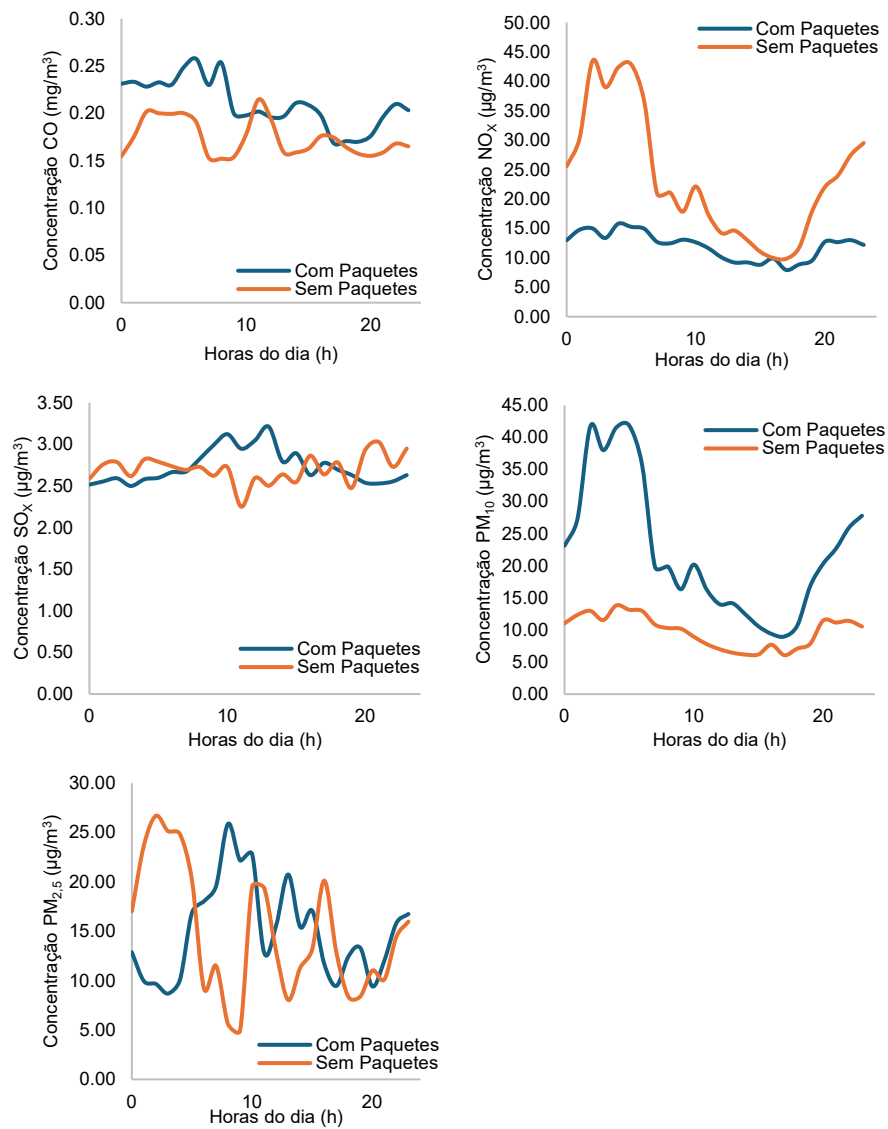 Concentração CO (mg/m³)
0.30
0.25
0.20
0.15
0.10
0.05
0.00
Com Paquetes
Sem Paquetes
0 10 20
Horas do dia (h)
Concentração NOₓ (µg/m³)
50.00
45.00
40.00
35.00
30.00
25.00
20.00
15.00
10.00
5.00
0.00
Com Paquetes
Sem Paquetes
0 10 20
Horas do dia (h)
Concentração SOₓ (µg/m³)
3.50
3.00
2.50
2.00
1.50
1.00
0.50
0.00
Com Paquetes
Sem Paquetes
0 10 20
Horas do dia (h)
Concentração PM₁₀ (µg/m³)
45.00
40.00
35.00
30.00
25.00
20.00
15.00
10.00
5.00
0.00
Com Paquetes
Sem Paquetes
0 10 20
Horas do dia (h)
Concentração PM₂,₅ (µg/m³)
30.00
25.00
20.00
15.00
10.00
5.00
0.00
Com Paquetes
Sem Paquetes
0 10 20
Horas do dia (h)